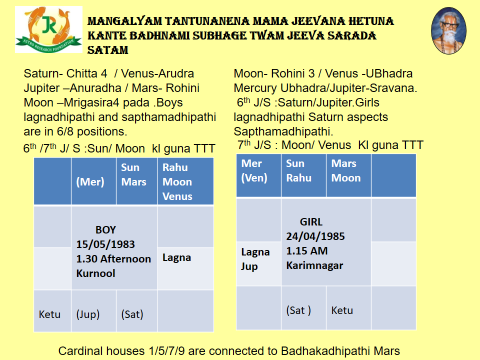 MANGALYAM TANTUNANENA MAMA JEEVANA HETUNA
KANTE BADHNAMI SUBHAGE TWAM JEEVA SARADA
SATAM
JR
Saturn- Chitta 4 / Venus-Arudra
Jupiter –Anuradha / Mars- Rohini
Moon –Mrigasira4 pada .Boys
lagnadhipathi and sapthamadhipathi
are in 6/8 positions.
6th /7th J/ S :Sun/ Moon kl guna TTT
(Mer)
Sun
Mars
Rahu
Moon
Venus
BOY
15/05/1983
1.30 Afternoon
Kurnool
Lagna
Ketu
(Jup)
(Sat)
Moon- Rohini 3 / Venus -UBhadra
Mercury Ubhadra/Jupiter-Sravana.
6th J/S :Saturn/Jupiter.Girls
lagnadhipathi Saturn aspects
Sapthamadhipathi.
7th J/S : Moon/ Venus Kl guna TTT
Mer
(Ven)
Sun
Rahu
Mars
Moon
GIRL
24/04/1985
1.15 AM
Karimnagar
Lagna
Jup
(Sat )
Ketu
Cardinal houses 1/5/7/9 are connected to Badhakadhipathi Mars